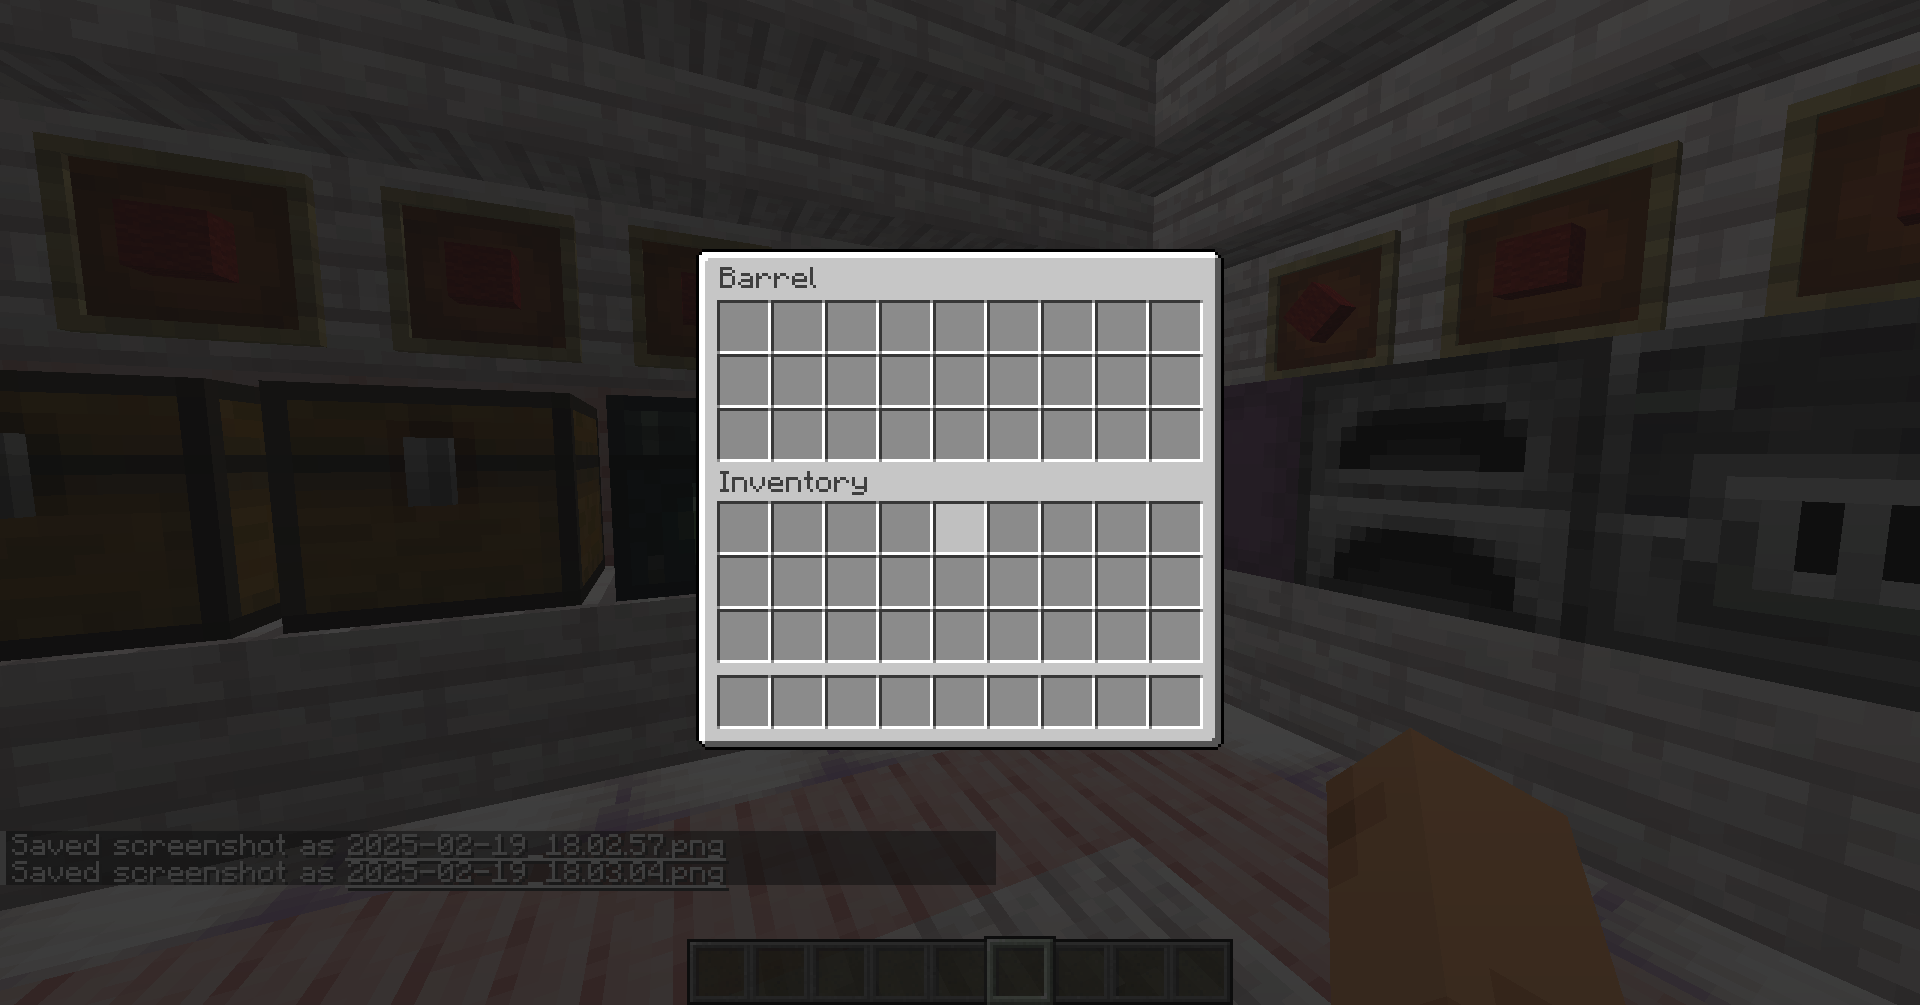 Barrel
Inventory
Saved screenshot as 2025-02-19_18.02.57.png
Saved screenshot as 2025-02-19_18.03.04.png